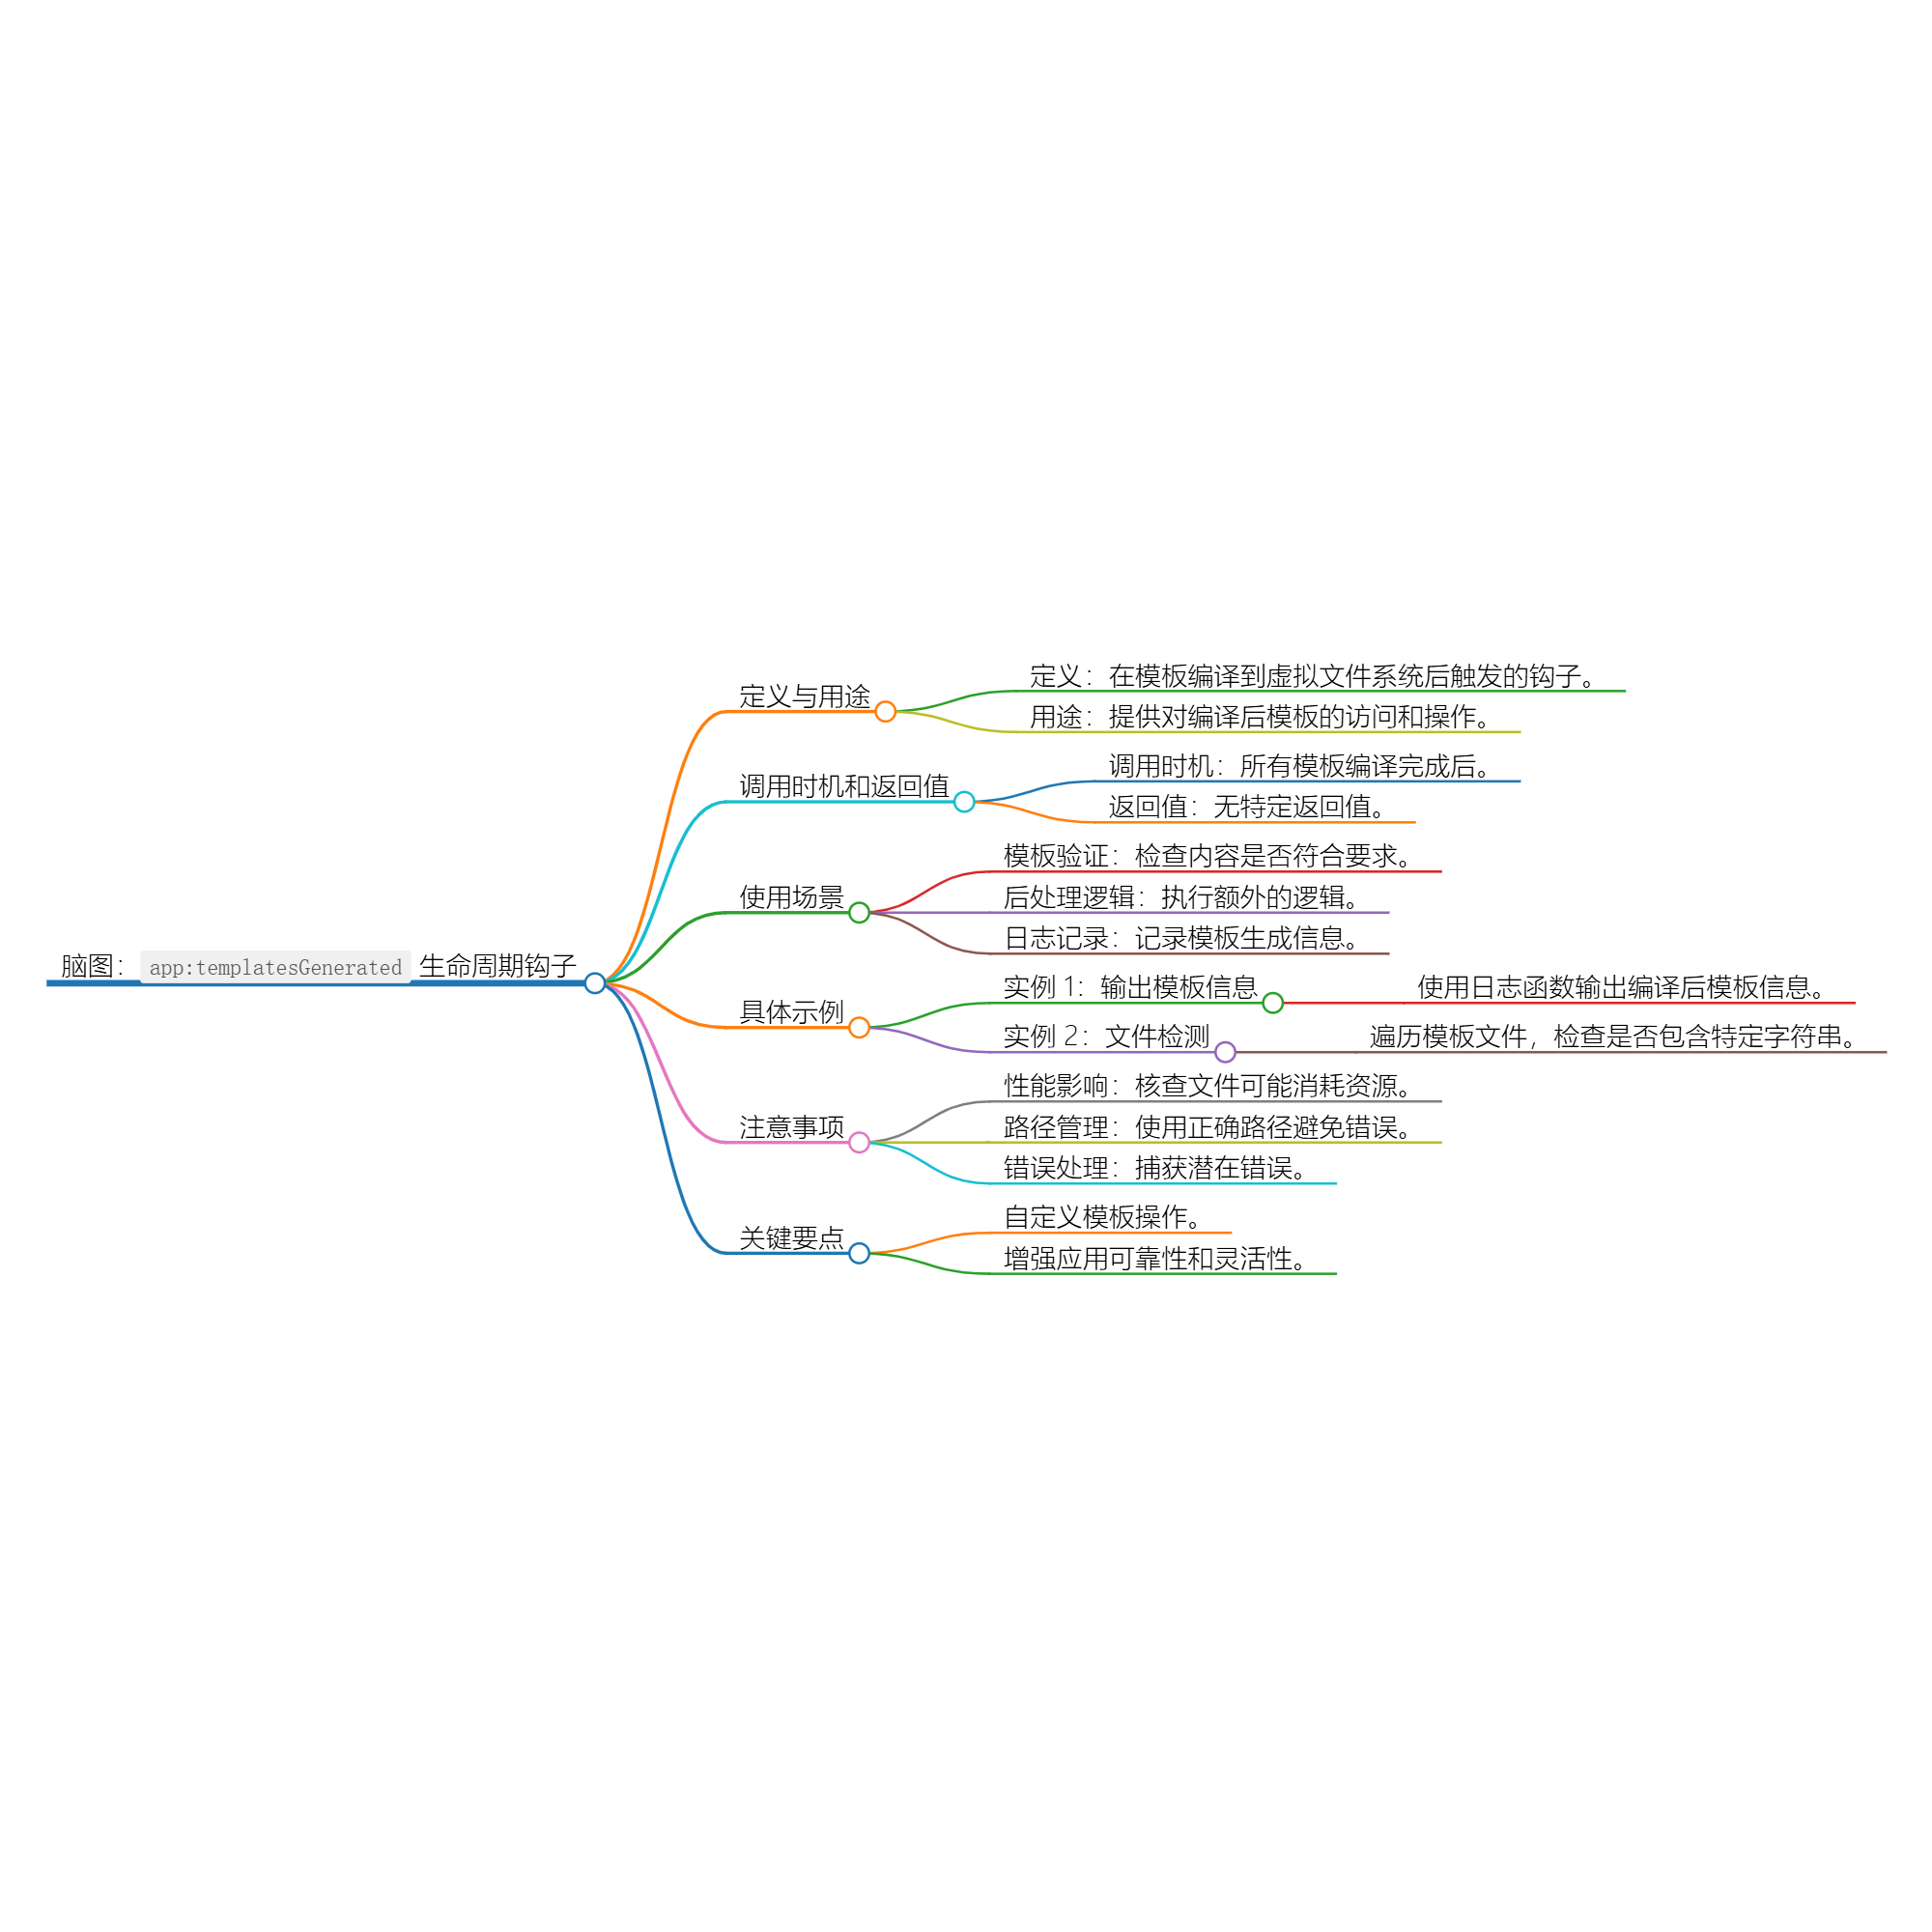 脑图：app:templatesGenerated 生命周期钩子
定义与用途
定义：在模板编译到虚拟文件系统后触发的钩子。
用途：提供对编译后模板的访问和操作。
调用时机和返回值
调用时机：所有模板编译完成后。
返回值：无特定返回值。
使用场景
模板验证：检查内容是否符合要求。
后处理逻辑：执行额外的逻辑。
日志记录：记录模板生成信息。
具体示例
实例 1：输出模板信息
使用日志函数输出编译后模板信息。
实例 2：文件检测
遍历模板文件，检查是否包含特定字符串。
注意事项
性能影响：核查文件可能消耗资源。
路径管理：使用正确路径避免错误。
错误处理：捕获潜在错误。
关键要点
自定义模板操作。
增强应用可靠性和灵活性。